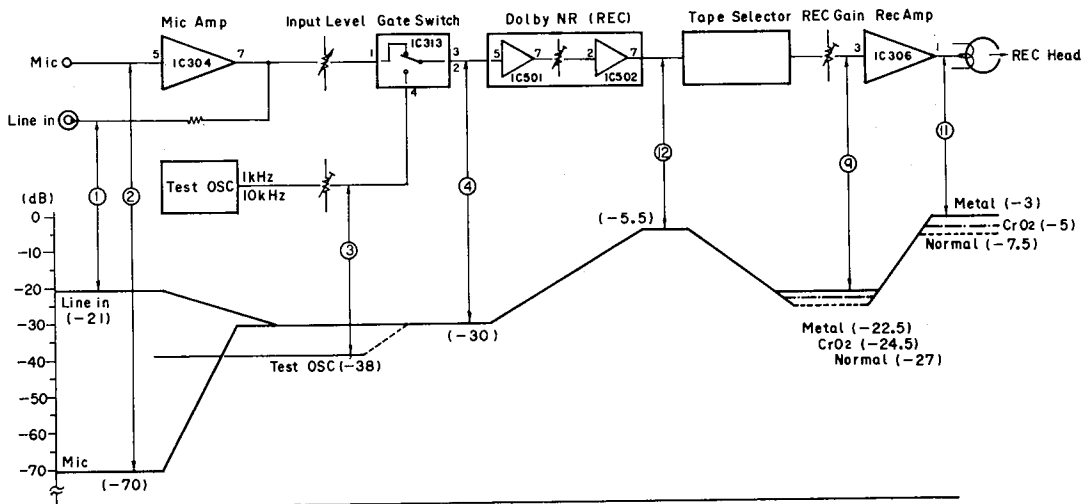 Mic Amp
Input Level
Gate Switch
Dolby NR (REC)
Tape Selector
REC Gain
Rec Amp
Mic
5
IC304
7
1
IC313
3
2
4
5
IC501
7
2
IC502
7
3
IC306
1
REC Head
Line in
Test OSC
1kHz
10kHz
①
②
③
④
⑫
⑨
⑪
(dB)
0
-10
-20
-30
-40
-50
-60
-70
Line in
(-21)
Test OSC (-38)
(-30)
(-5.5)
Metal (-3)
CrO2 (-5)
Normal (-7.5)
Metal (-22.5)
CrO2 (-24.5)
Normal (-27)
Mic
(-70)